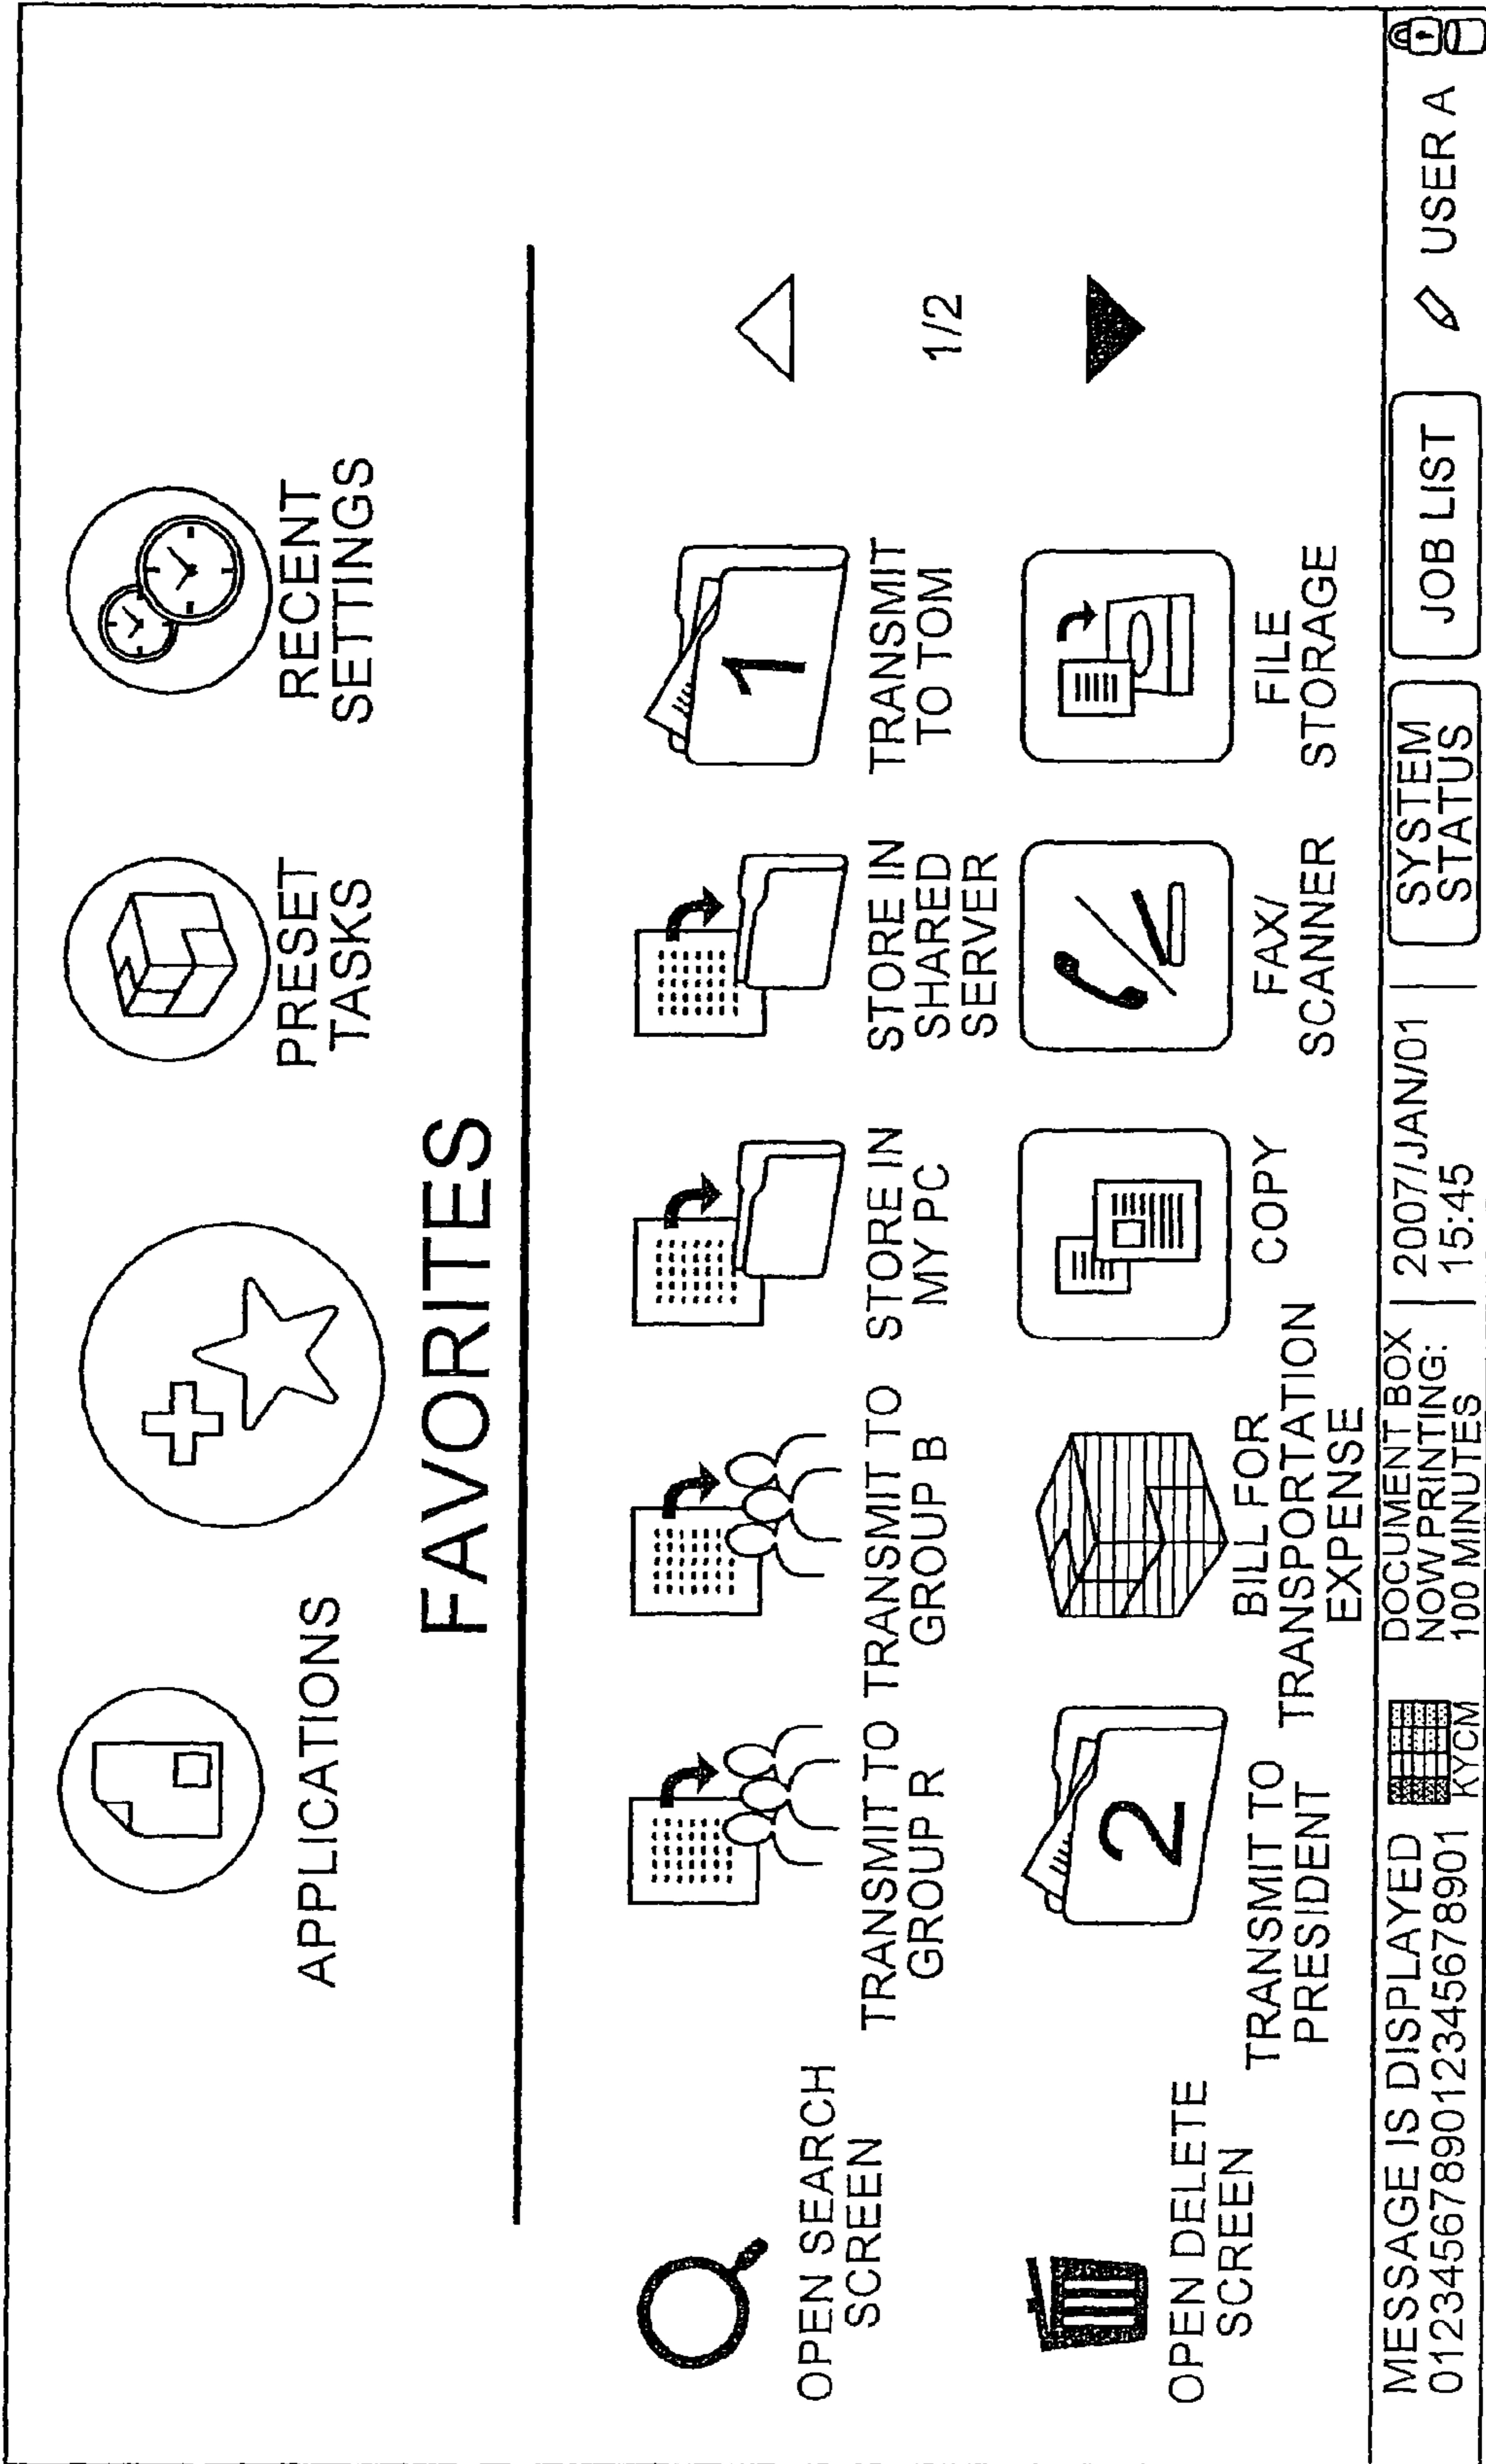 APPLICATIONS
FAVORITES
PRESET
TASKS
RECENT
SETTINGS
OPEN SEARCH
SCREEN
TRANSMIT TO
GROUP R
TRANSMIT TO
GROUP B
STORE IN
MY PC
STORE IN
SHARED
SERVER
1
TRANSMIT
TO TOM
1/2
OPEN DELETE
SCREEN
2
TRANSMIT TO
PRESIDENT
BILL FOR
TRANSPORTATION
EXPENSE
COPY
FAX/
SCANNER
FILE
STORAGE
MESSAGE IS DISPLAYED
0123456789012345678901
KYCM
DOCUMENT BOX
NOW PRINTING:
100 MINUTES
2007/JAN/01
15:45
SYSTEM
STATUS
JOB LIST
USER A